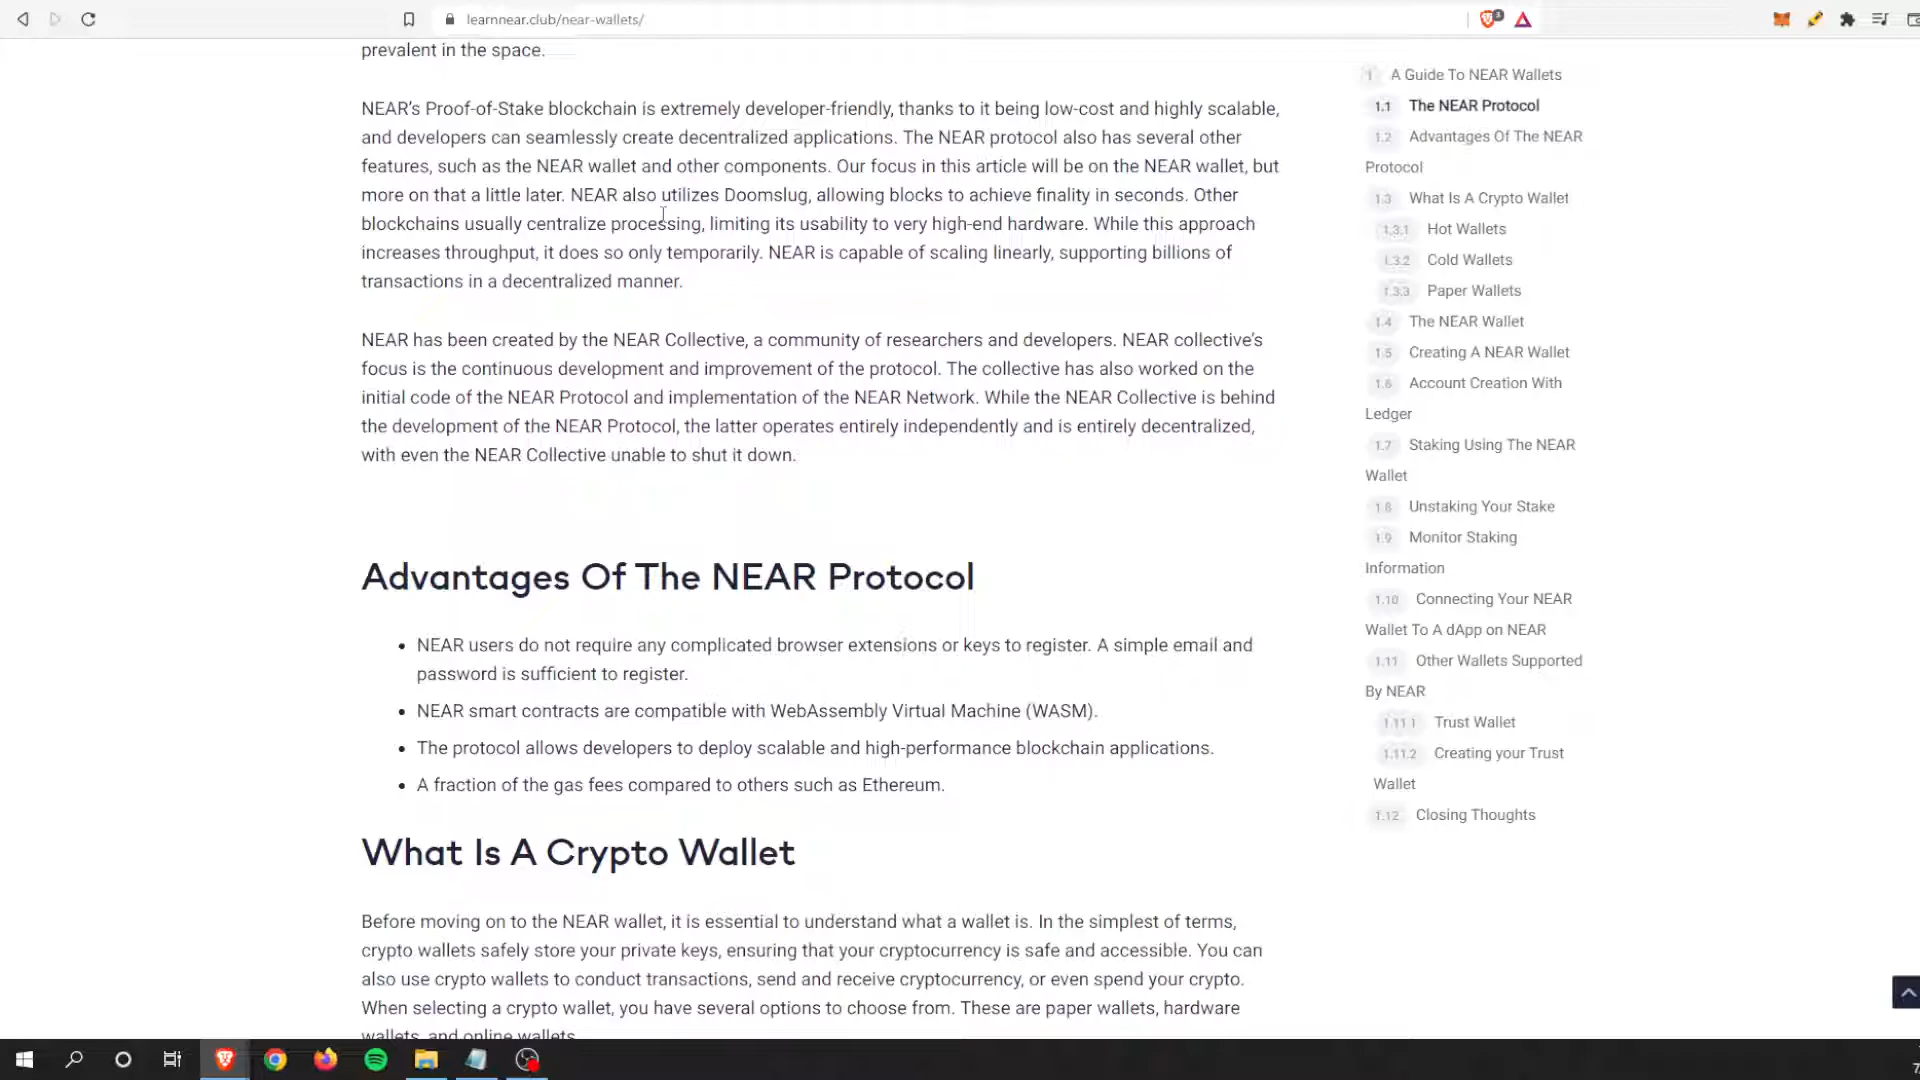 learnnear.club/near-wallets/
prevalent in the space.
NEAR's Proof-of-Stake blockchain is extremely developer-friendly, thanks to it being low-cost and highly scalable,
and developers can seamlessly create decentralized applications. The NEAR protocol also has several other
features, such as the NEAR wallet and other components. Our focus in this article will be on the NEAR wallet, but
more on that a little later. NEAR also utilizes Doomslug, allowing blocks to achieve finality in seconds. Other
blockchains usually centralize processing, limiting its usability to very high-end hardware. While this approach
increases throughput, it does so only temporarily. NEAR is capable of scaling linearly, supporting billions of
transactions in a decentralized manner.
NEAR has been created by the NEAR Collective, a community of researchers and developers. NEAR collective's
focus is the continuous development and improvement of the protocol. The collective has also worked on the
initial code of the NEAR Protocol and implementation of the NEAR Network. While the NEAR Collective is behind
the development of the NEAR Protocol, the latter operates entirely independently and is entirely decentralized,
with even the NEAR Collective unable to shut it down.
Advantages Of The NEAR Protocol
• NEAR users do not require any complicated browser extensions or keys to register. A simple email and
password is sufficient to register.
• NEAR smart contracts are compatible with WebAssembly Virtual Machine (WASM).
• The protocol allows developers to deploy scalable and high-performance blockchain applications.
• A fraction of the gas fees compared to others such as Ethereum.
What Is A Crypto Wallet
Before moving on to the NEAR wallet, it is essential to understand what a wallet is. In the simplest of terms,
crypto wallets safely store your private keys, ensuring that your cryptocurrency is safe and accessible. You can
also use crypto wallets to conduct transactions, send and receive cryptocurrency, or even spend your crypto.
When selecting a crypto wallet, you have several options to choose from. These are paper wallets, hardware
wallets, and online wallets.
1 A Guide To NEAR Wallets
1.1 The NEAR Protocol
1.2 Advantages Of The NEAR
Protocol
1.3 What Is A Crypto Wallet
1.3.1 Hot Wallets
1.3.2 Cold Wallets
1.3.3 Paper Wallets
1.4 The NEAR Wallet
1.5 Creating A NEAR Wallet
1.6 Account Creation With
Ledger
1.7 Staking Using The NEAR
Wallet
1.8 Unstaking Your Stake
1.9 Monitor Staking
Information
1.10 Connecting Your NEAR
Wallet To A dApp on NEAR
1.11 Other Wallets Supported
By NEAR
1.11.1 Trust Wallet
1.11.2 Creating your Trust
Wallet
1.12 Closing Thoughts